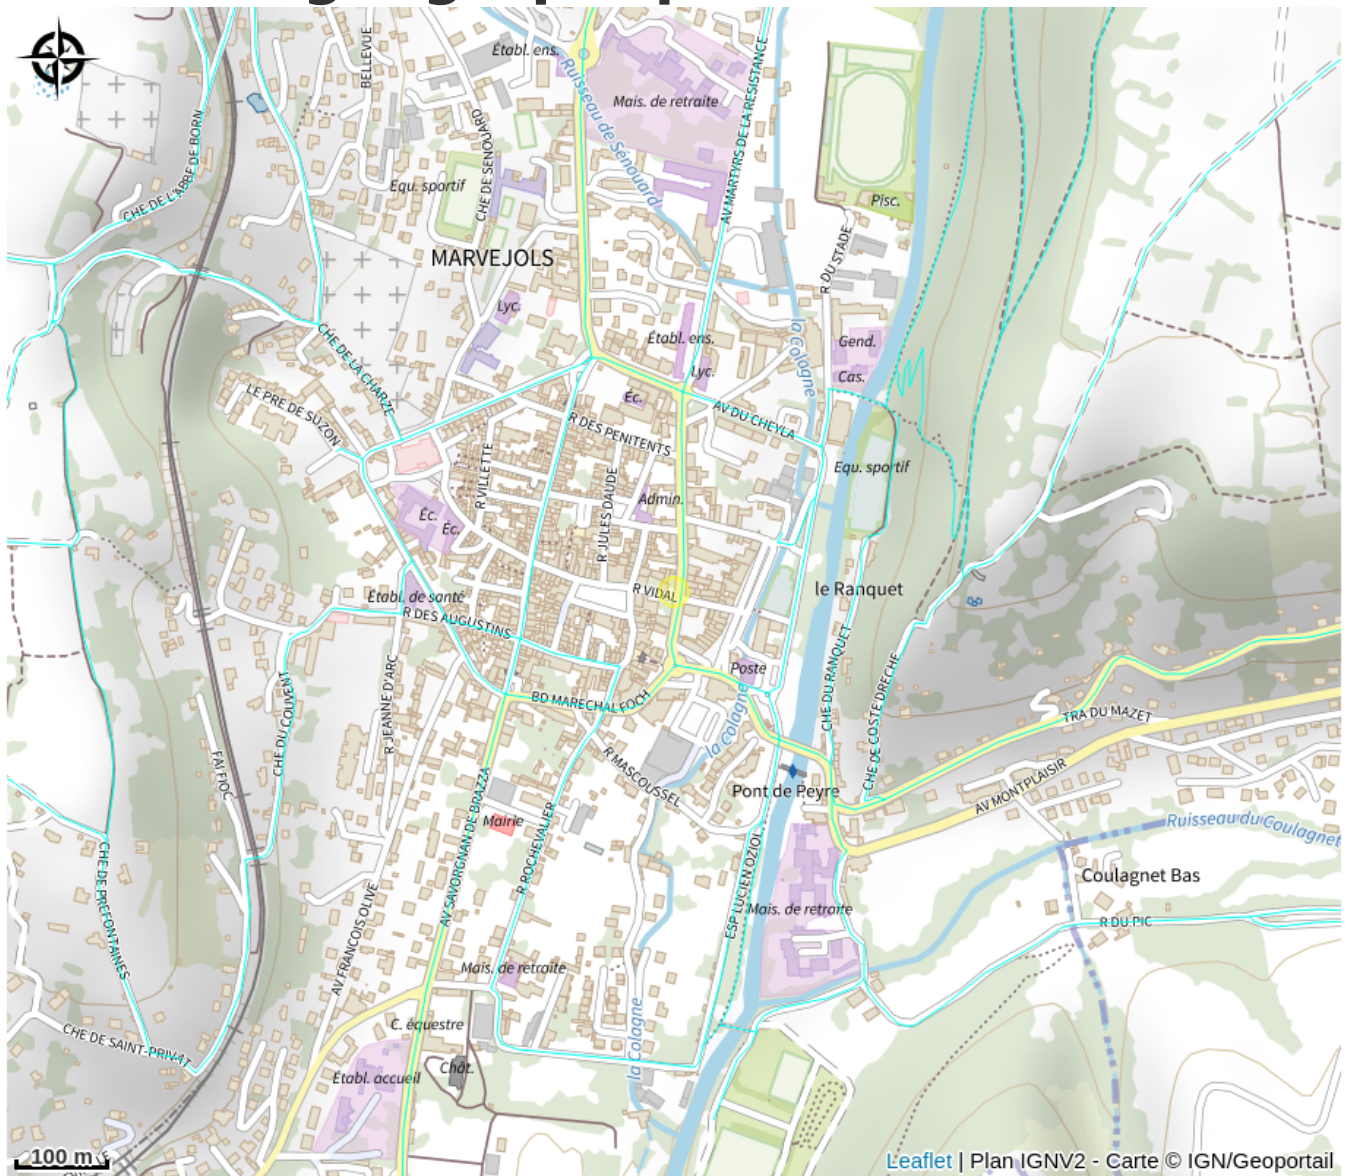 Établ. ens.
BELLEVUE
Ruisseau de Sénouard
Mais. de retraite
AV MARTYRS DE LA RESISTANCE
CHE DE L'ABBE DE BORN
CHE DE SENOUARD
Equ. sportif
Pisc.
R DU STADE
MARVEJOLS
Lyc.
Établ. ens.
la Colagne
Gend.
CHE DE LA CHARZE
Lyc.
Cas.
LE PRE DE SUZON
Éc.
AV DU CHEYLA
R DES PENITENTS
R VILLETTE
R JULES DAUDE
Equ. sportif
Admin.
Éc.
Éc.
Établ. de santé
R VIDAL
le Ranquet
R DES AUGUSTINS
CHE DU COUVENT
R JEANNE D'ARC
Poste
BD MARECHAL FOCH
la Colagne
CHE DU RANQUET
CHE DE COSTE DRECHE
TRA DU MAZET
FAI FIOC
R MASCOUSSEL
Pont de Peyre
AV MONTPLAISIR
AV SAVORGNAN DE BRAZZA
Mairie
R ROCHEVALIER
Ruisseau du Coulagnet
CHE DE PREFONTAINES
ESP LUCIEN OZIOL
Coulagnet Bas
AV FRANCOIS OLIVE
Mais. de retraite
R DU PIC
Mais. de retraite
C. équestre
la Colagne
CHE DE SAINT-PRIVAT
Établ. accueil
Chât.
100 m
Leaflet | Plan IGNV2 - Carte © IGN/Geoportail